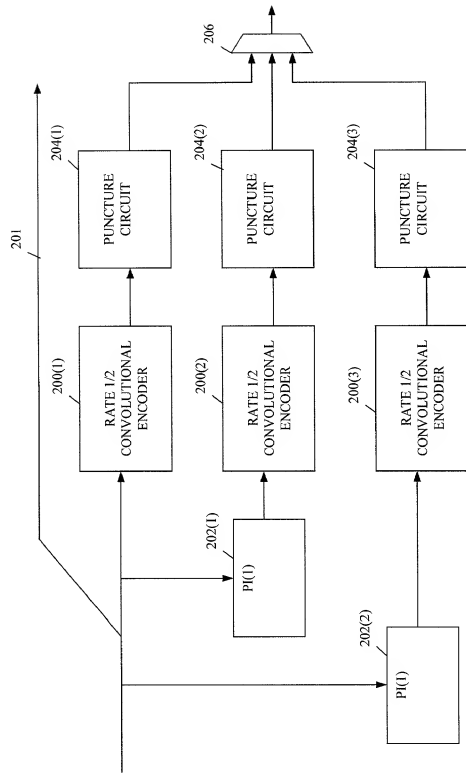 201
206
204(1)
PUNCTURE
CIRCUIT
200(1)
RATE 1/2
CONVOLUTIONAL
ENCODER
204(2)
PUNCTURE
CIRCUIT
200(2)
RATE 1/2
CONVOLUTIONAL
ENCODER
202(1)
PI(1)
204(3)
PUNCTURE
CIRCUIT
200(3)
RATE 1/2
CONVOLUTIONAL
ENCODER
202(2)
PI(1)